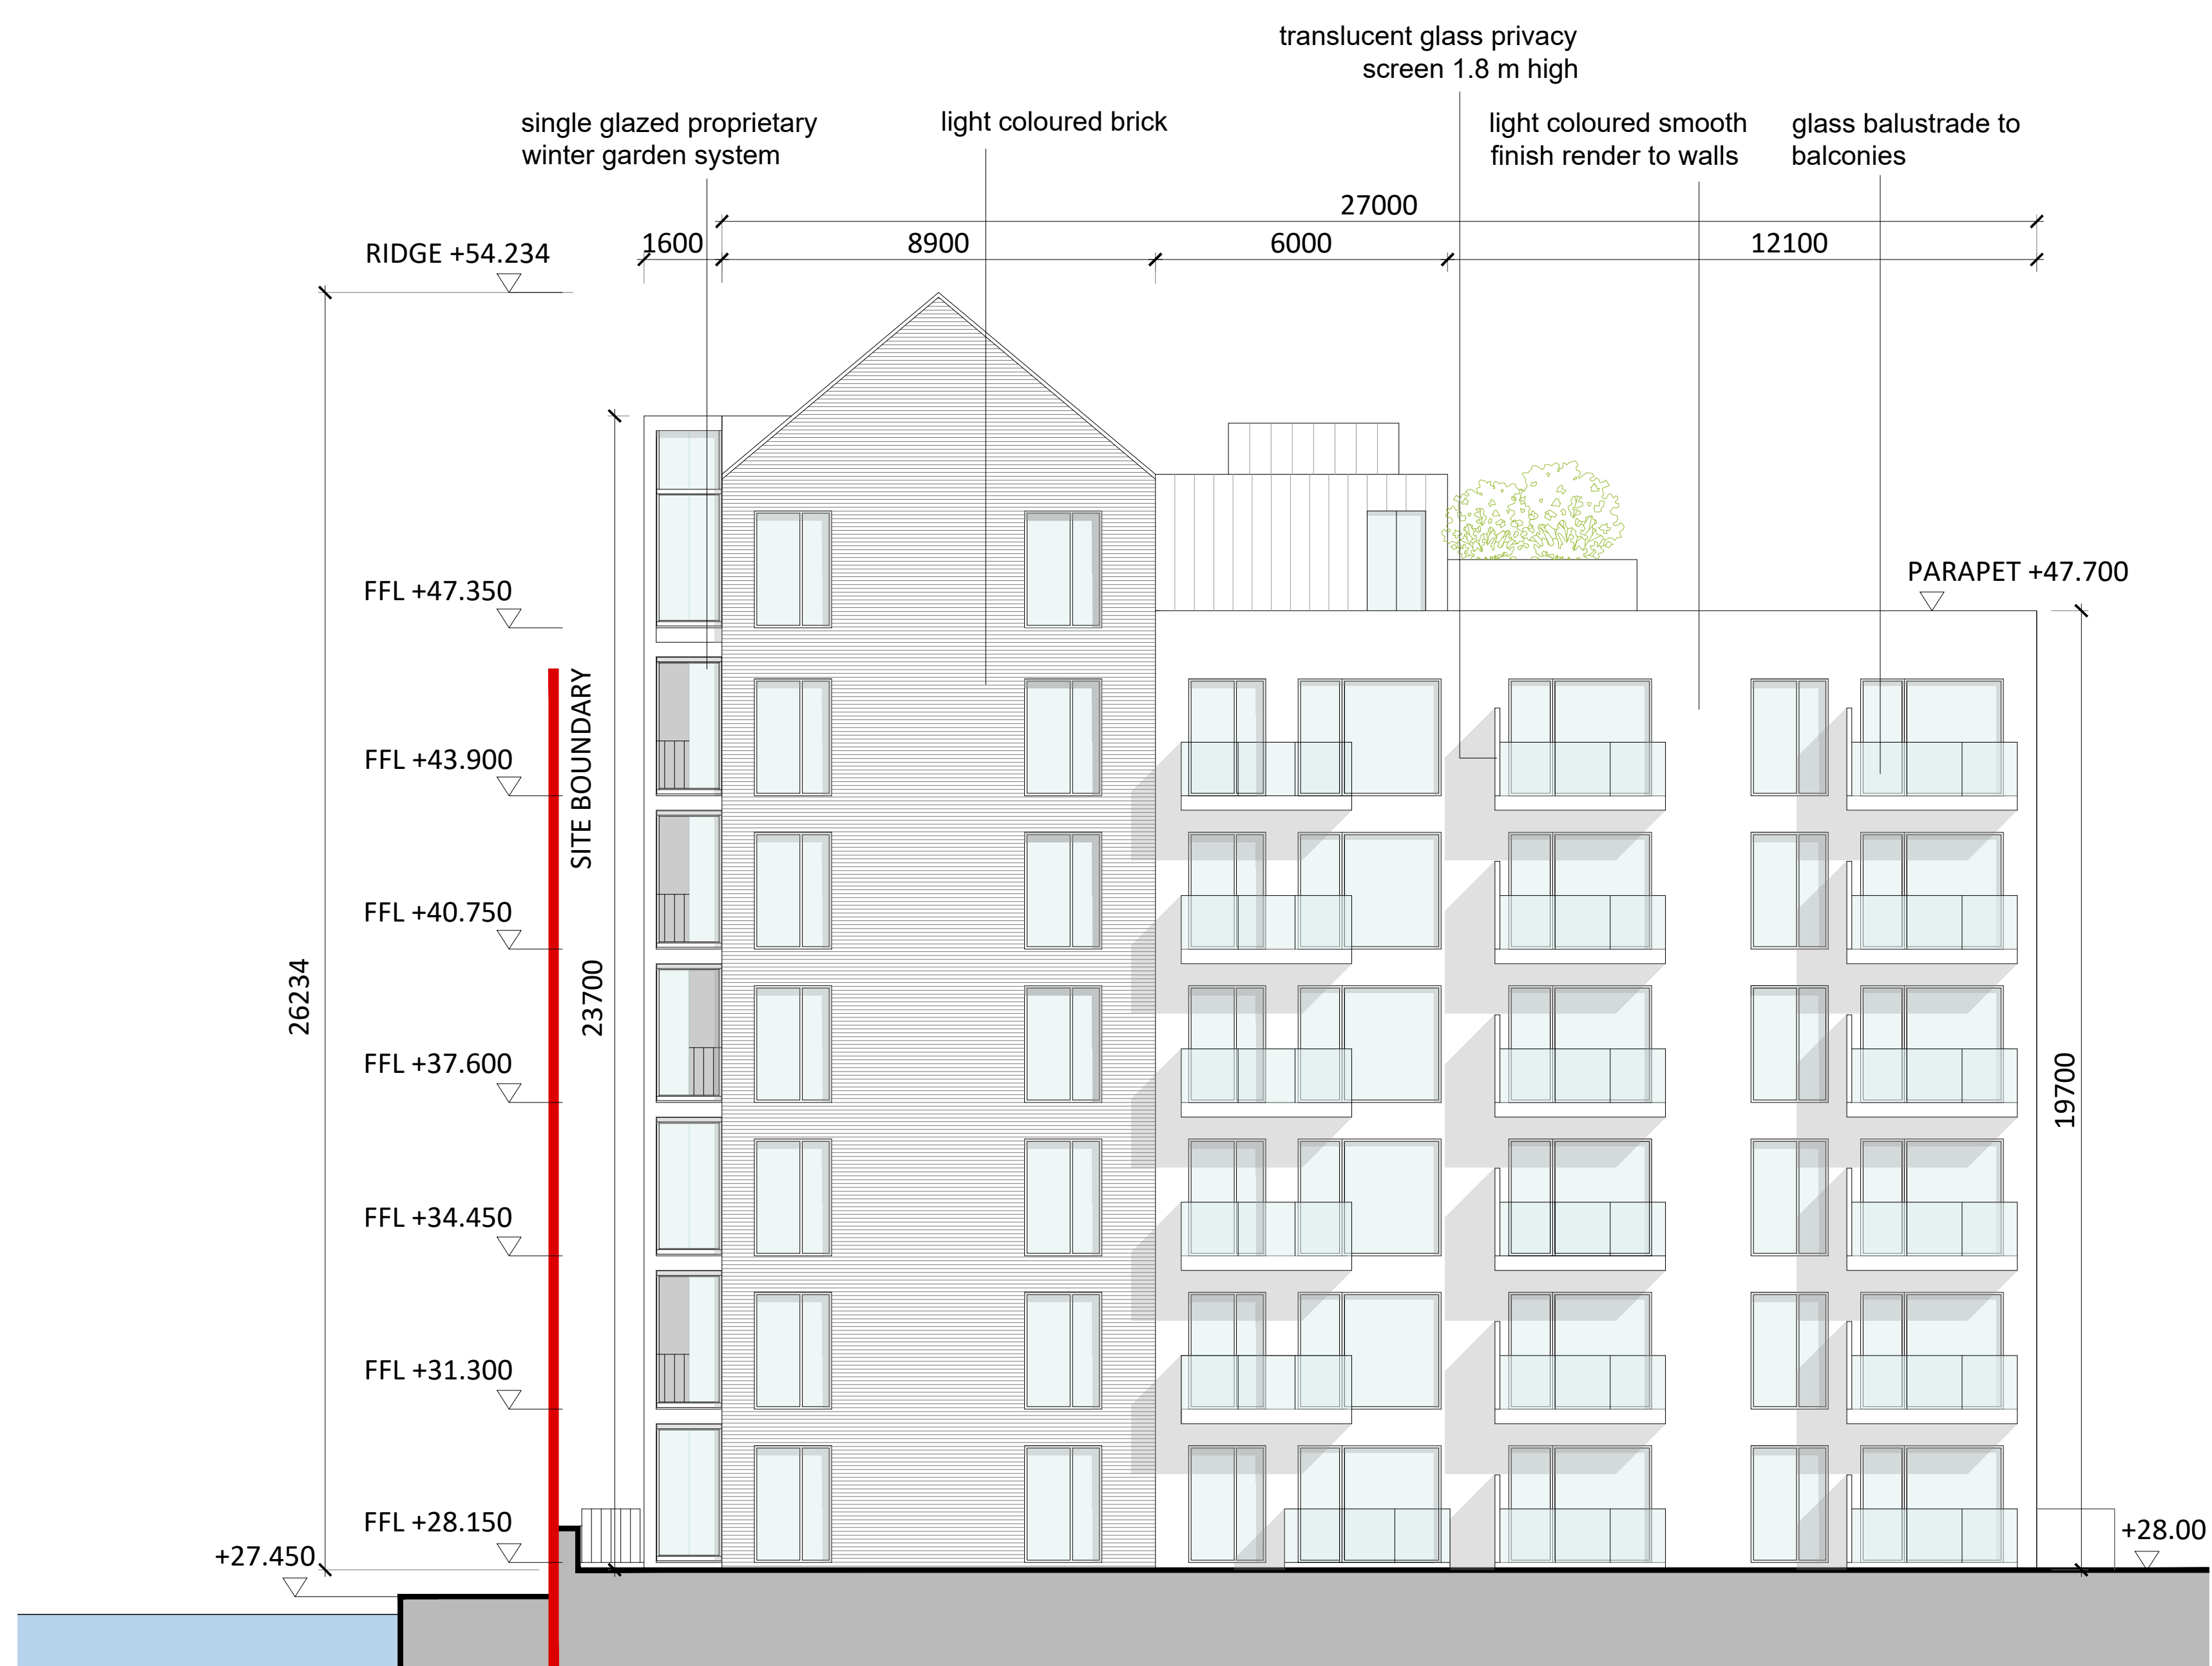 translucent glass privacy
screen 1.8 m high
single glazed proprietary
winter garden system
light coloured brick
light coloured smooth
finish render to walls
glass balustrade to
balconies
27000
1600
8900
6000
12100
RIDGE +54.234
FFL +47.350
PARAPET +47.700
SITE BOUNDARY
FFL +43.900
FFL +40.750
26234
23700
FFL +37.600
19700
FFL +34.450
FFL +31.300
FFL +28.150
+28.00
+27.450